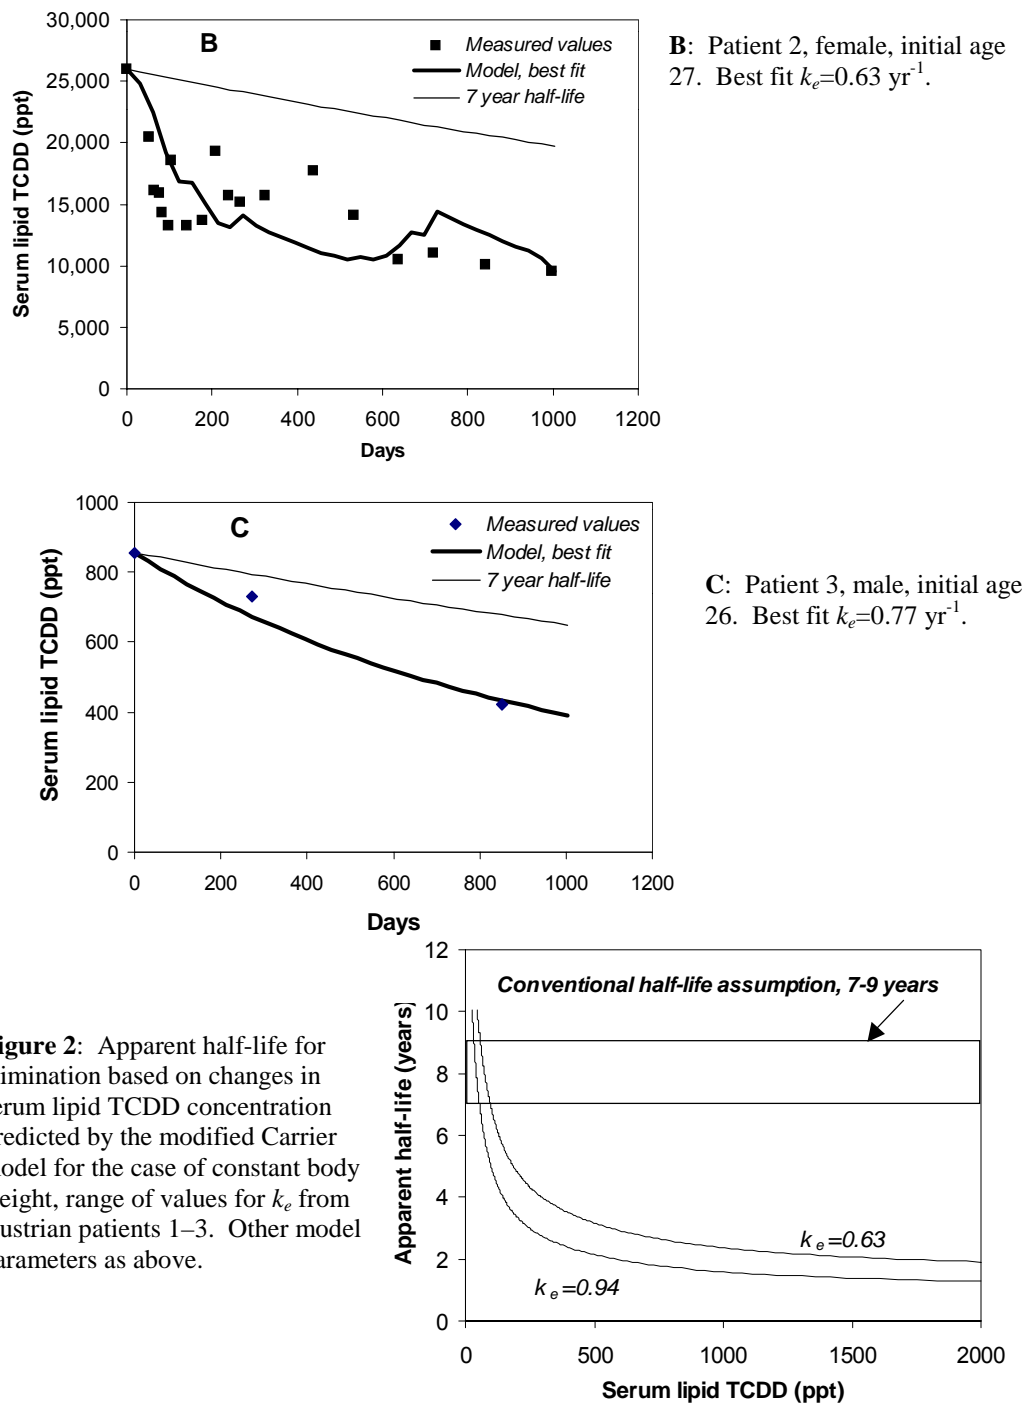 30,000
25,000
20,000
15,000
10,000
5,000
0
Serum lipid TCDD (ppt)
B
Measured values
Model, best fit
7 year half-life
0 200 400 600 800 1000 1200
Days
B: Patient 2, female, initial age
27. Best fit ke=0.63 yr-1.
1000
800
600
400
200
0
Serum lipid TCDD (ppt)
C
Measured values
Model, best fit
7 year half-life
0 200 400 600 800 1000 1200
Days
C: Patient 3, male, initial age
26. Best fit ke=0.77 yr-1.
igure 2: Apparent half-life for
limination based on changes in
erum lipid TCDD concentration
redicted by the modified Carrier
odel for the case of constant body
eight, range of values for ke from
ustrian patients 1–3. Other model
arameters as above.
12
10
8
6
4
2
0
Apparent half-life (years)
Conventional half-life assumption, 7-9 years
ke=0.63
ke=0.94
0 500 1000 1500 2000
Serum lipid TCDD (ppt)